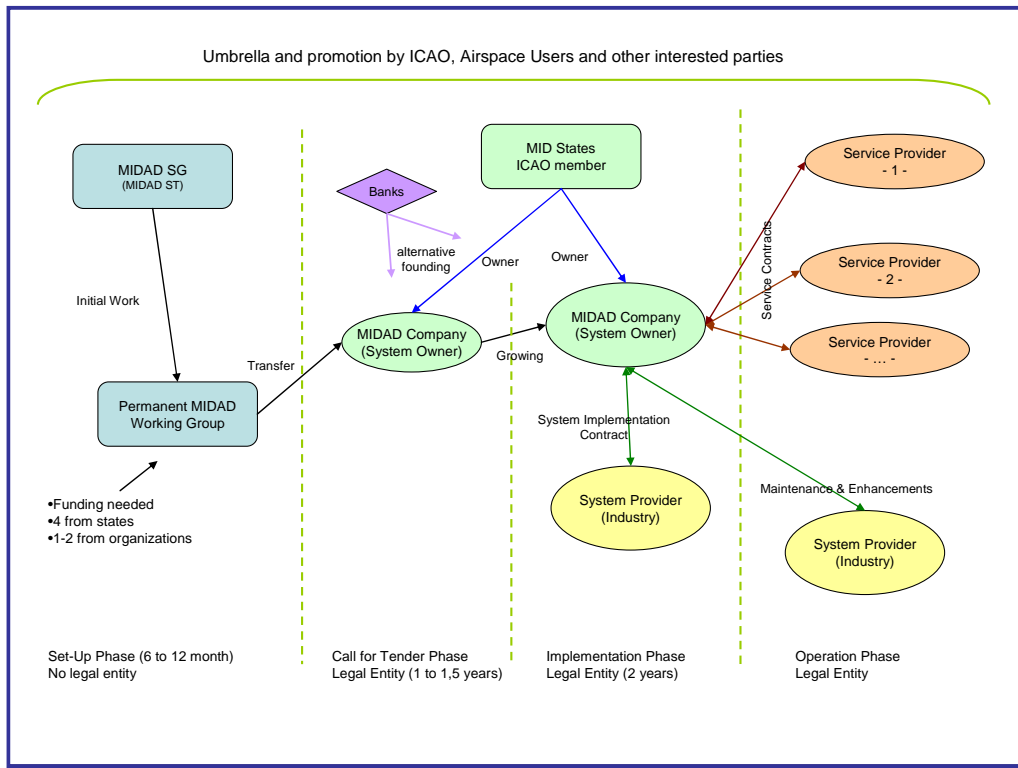 Umbrella and promotion by ICAO, Airspace Users and other interested parties
MIDAD SG
(MIDAD ST)
Initial Work
Permanent MIDAD
Working Group
•Funding needed
•4 from states
•1-2 from organizations
Transfer
Banks
alternative
founding
MID States
ICAO member
Owner
Owner
MIDAD Company
(System Owner)
Growing
MIDAD Company
(System Owner)
System Implementation
Contract
System Provider
(Industry)
Service Contracts
Service Provider
- 1 -
Service Provider
- 2 -
Service Provider
- ... -
Maintenance & Enhancements
System Provider
(Industry)
Set-Up Phase (6 to 12 month)
No legal entity
Call for Tender Phase
Legal Entity (1 to 1,5 years)
Implementation Phase
Legal Entity (2 years)
Operation Phase
Legal Entity